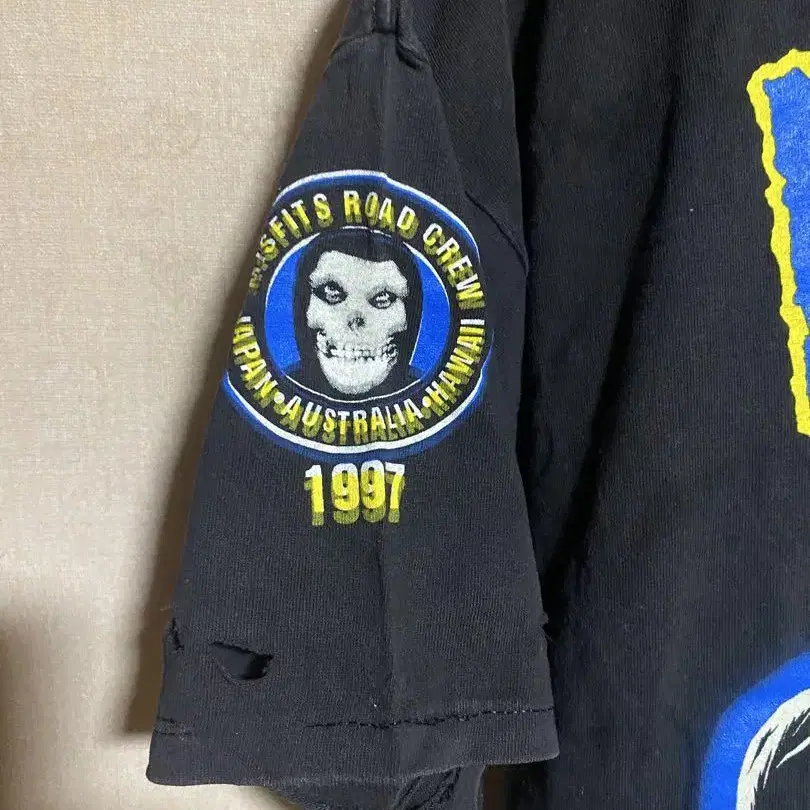 MISFITS ROAD CREW
JAPAN•AUSTRALIA•HAWAII
1997